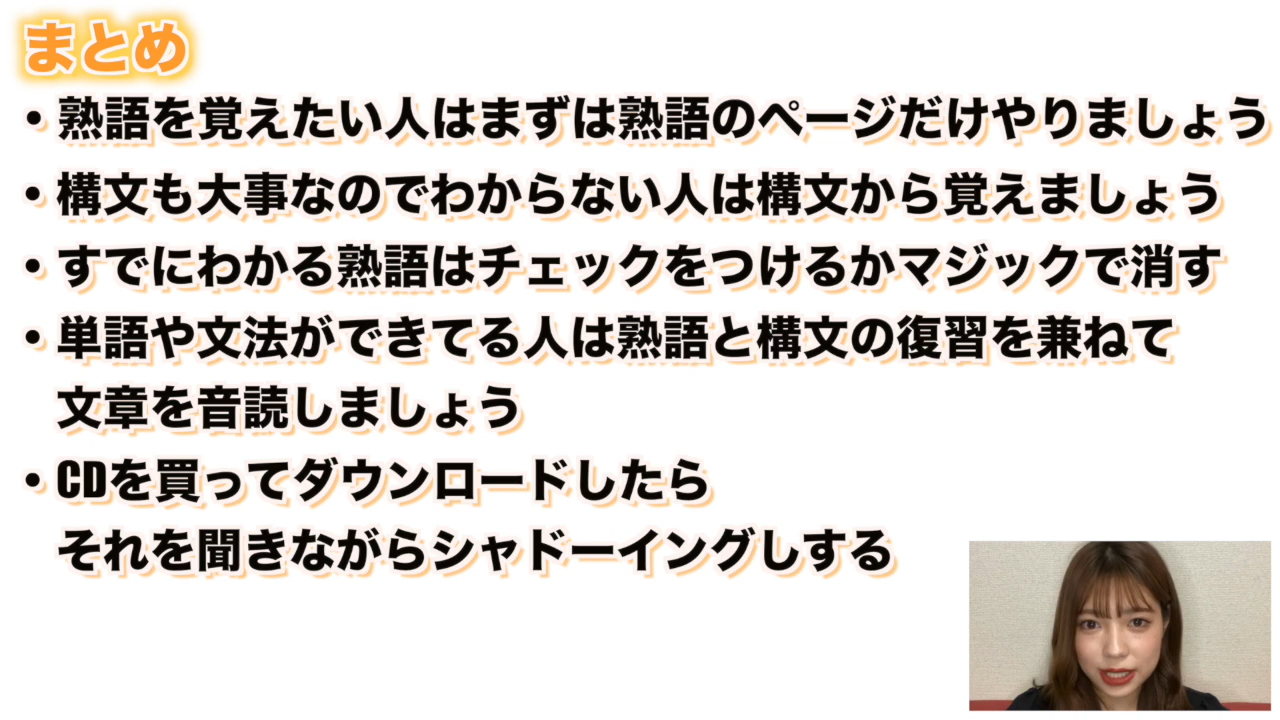 まとめ
・熟語を覚えたい人はまずは熟語のページだけやりましょう
・構文も大事なのでわからない人は構文から覚えましょう
・すでにわかる熟語はチェックをつけるかマジックで消す
・単語や文法ができてる人は熟語と構文の復習を兼ねて
文章を音読しましょう
・CDを買ってダウンロードしたら
それを聞きながらシャドーイングしする